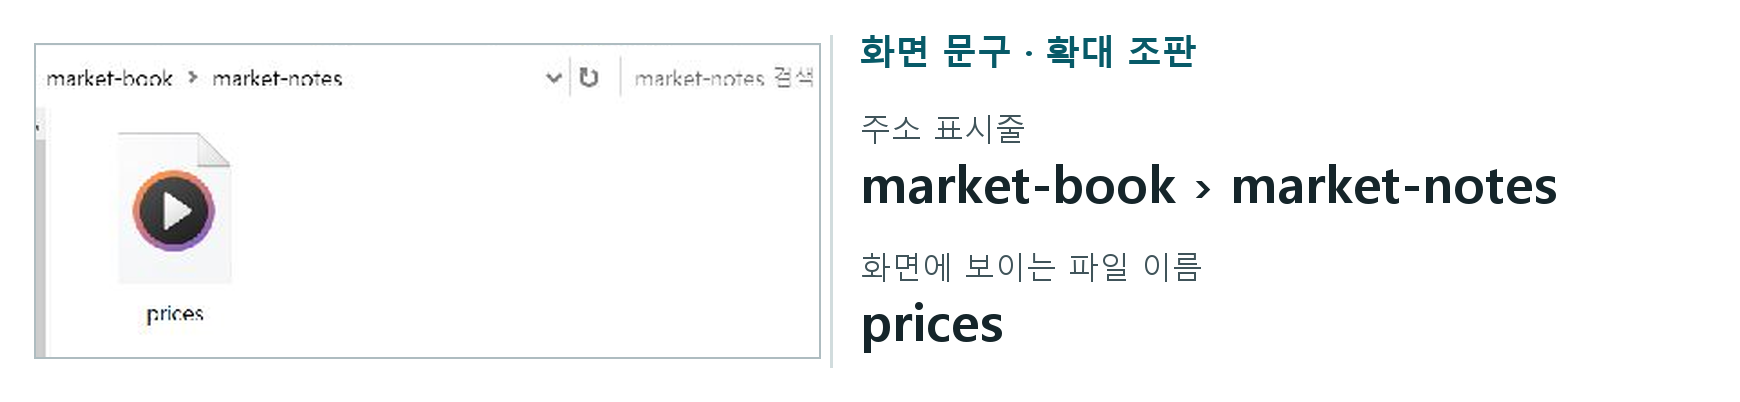 market-book > market-notes
market-notes 검색
prices
화면 문구 · 확대 조판
주소 표시줄
market-book › market-notes
화면에 보이는 파일 이름
prices